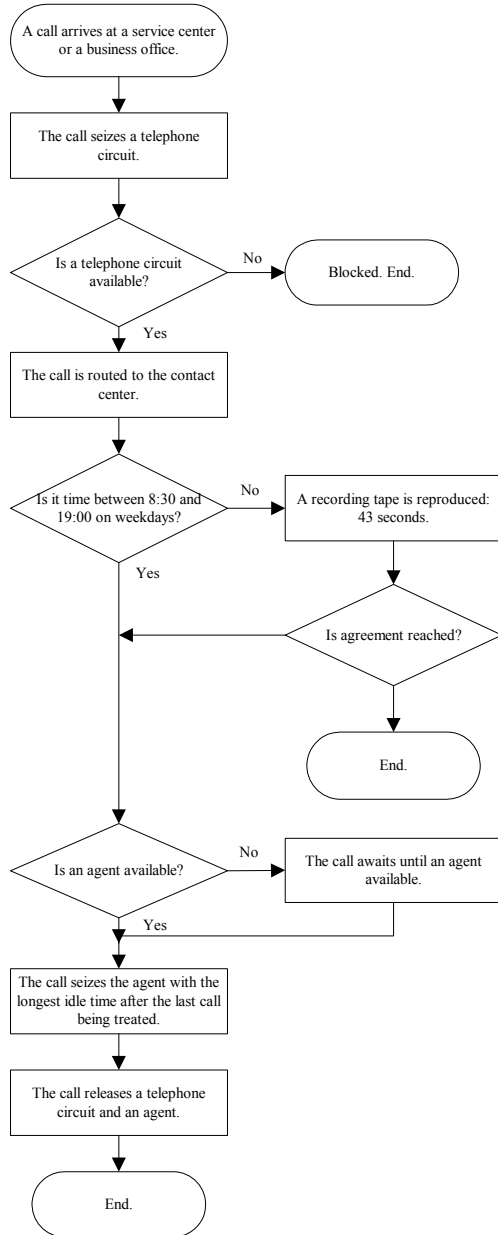 A call arrives at a service center
or a business office.
The call seizes a telephone
circuit.
Is a telephone circuit
available?
No
Blocked. End.
Yes
The call is routed to the contact
center.
Is it time between 8:30 and
19:00 on weekdays?
No
A recording tape is reproduced:
43 seconds.
Yes
Is agreement reached?
End.
Is an agent available?
No
The call awaits until an agent
available.
Yes
The call seizes the agent with the
longest idle time after the last call
being treated.
The call releases a telephone
circuit and an agent.
End.